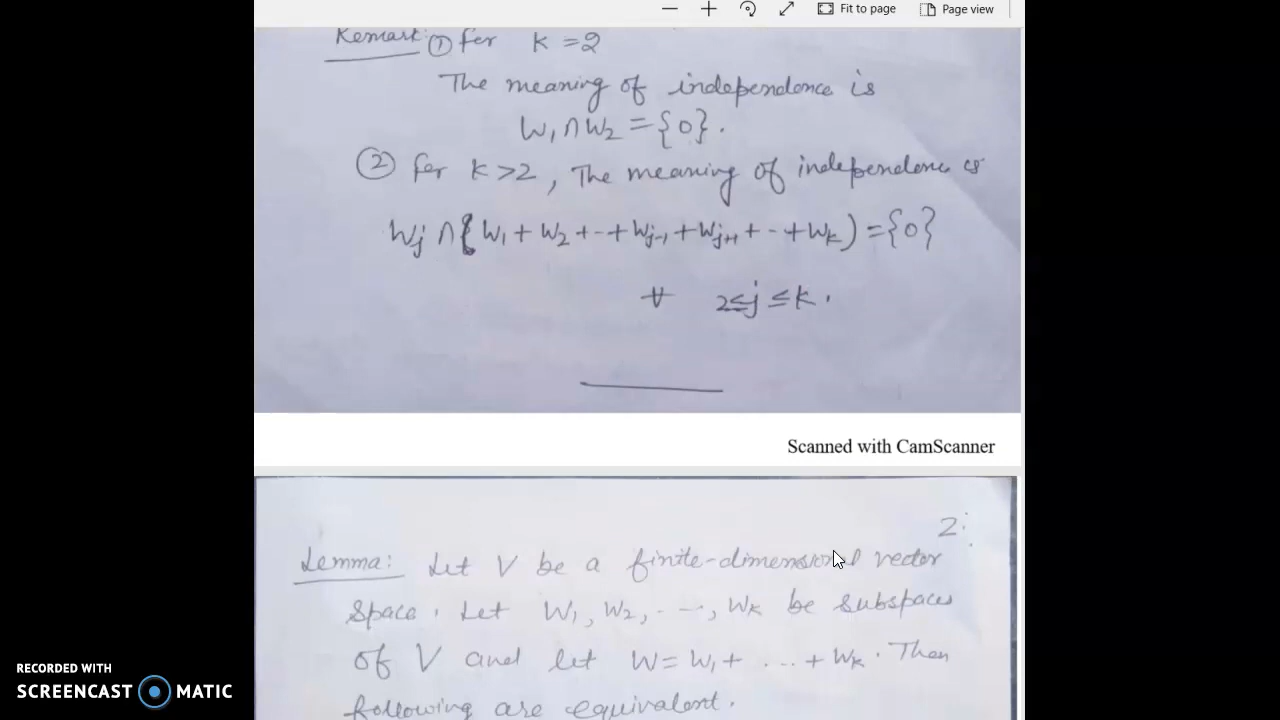 Fit to page Page view
Remark: ① for K = 2
The meaning of independence is
W₁ ∩ W₂ = {0}.
② for K > 2, The meaning of independence is
Wj ∩ (W₁ + W₂ + -- + Wj-1 + Wj+1 + -- + Wk) = {0}
∀ 2 ≤ j ≤ K.
Scanned with CamScanner
2:
Lemma: Let V be a finite-dimensional vector
space. Let W₁, W₂, ----, Wk be subspaces
of V and let W = W₁ + ... + Wk. Then
following are equivalent.
RECORDED WITH
SCREENCAST MATIC